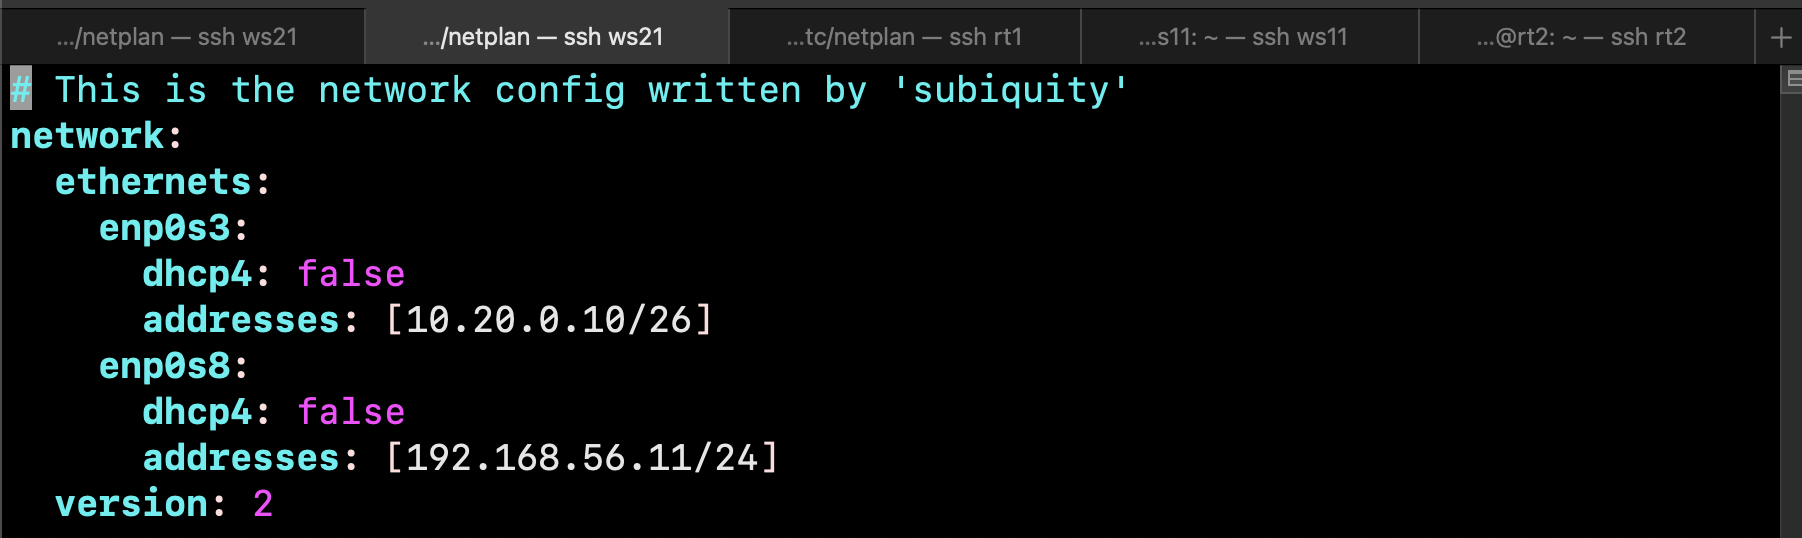 .../netplan — ssh ws21
.../netplan — ssh ws21
...tc/netplan — ssh rt1
...s11: ~ — ssh ws11
...@rt2: ~ — ssh rt2
# This is the network config written by 'subiquity'
network:
  ethernets:
    enp0s3:
      dhcp4: false
      addresses: [10.20.0.10/26]
    enp0s8:
      dhcp4: false
      addresses: [192.168.56.11/24]
  version: 2